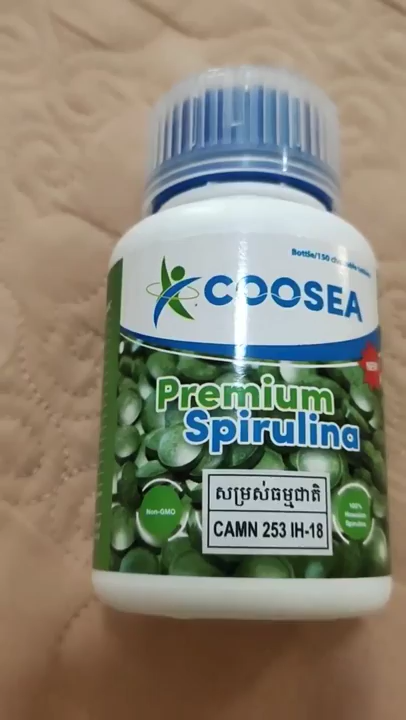 Bottle/150 chewable tablets
COOSEA
NEW
Premium
Spirulina
សម្រស់ធម្មជាតិ
CAMN 253 IH-18
Non-GMO
100%
Hawaiian
Spirulina